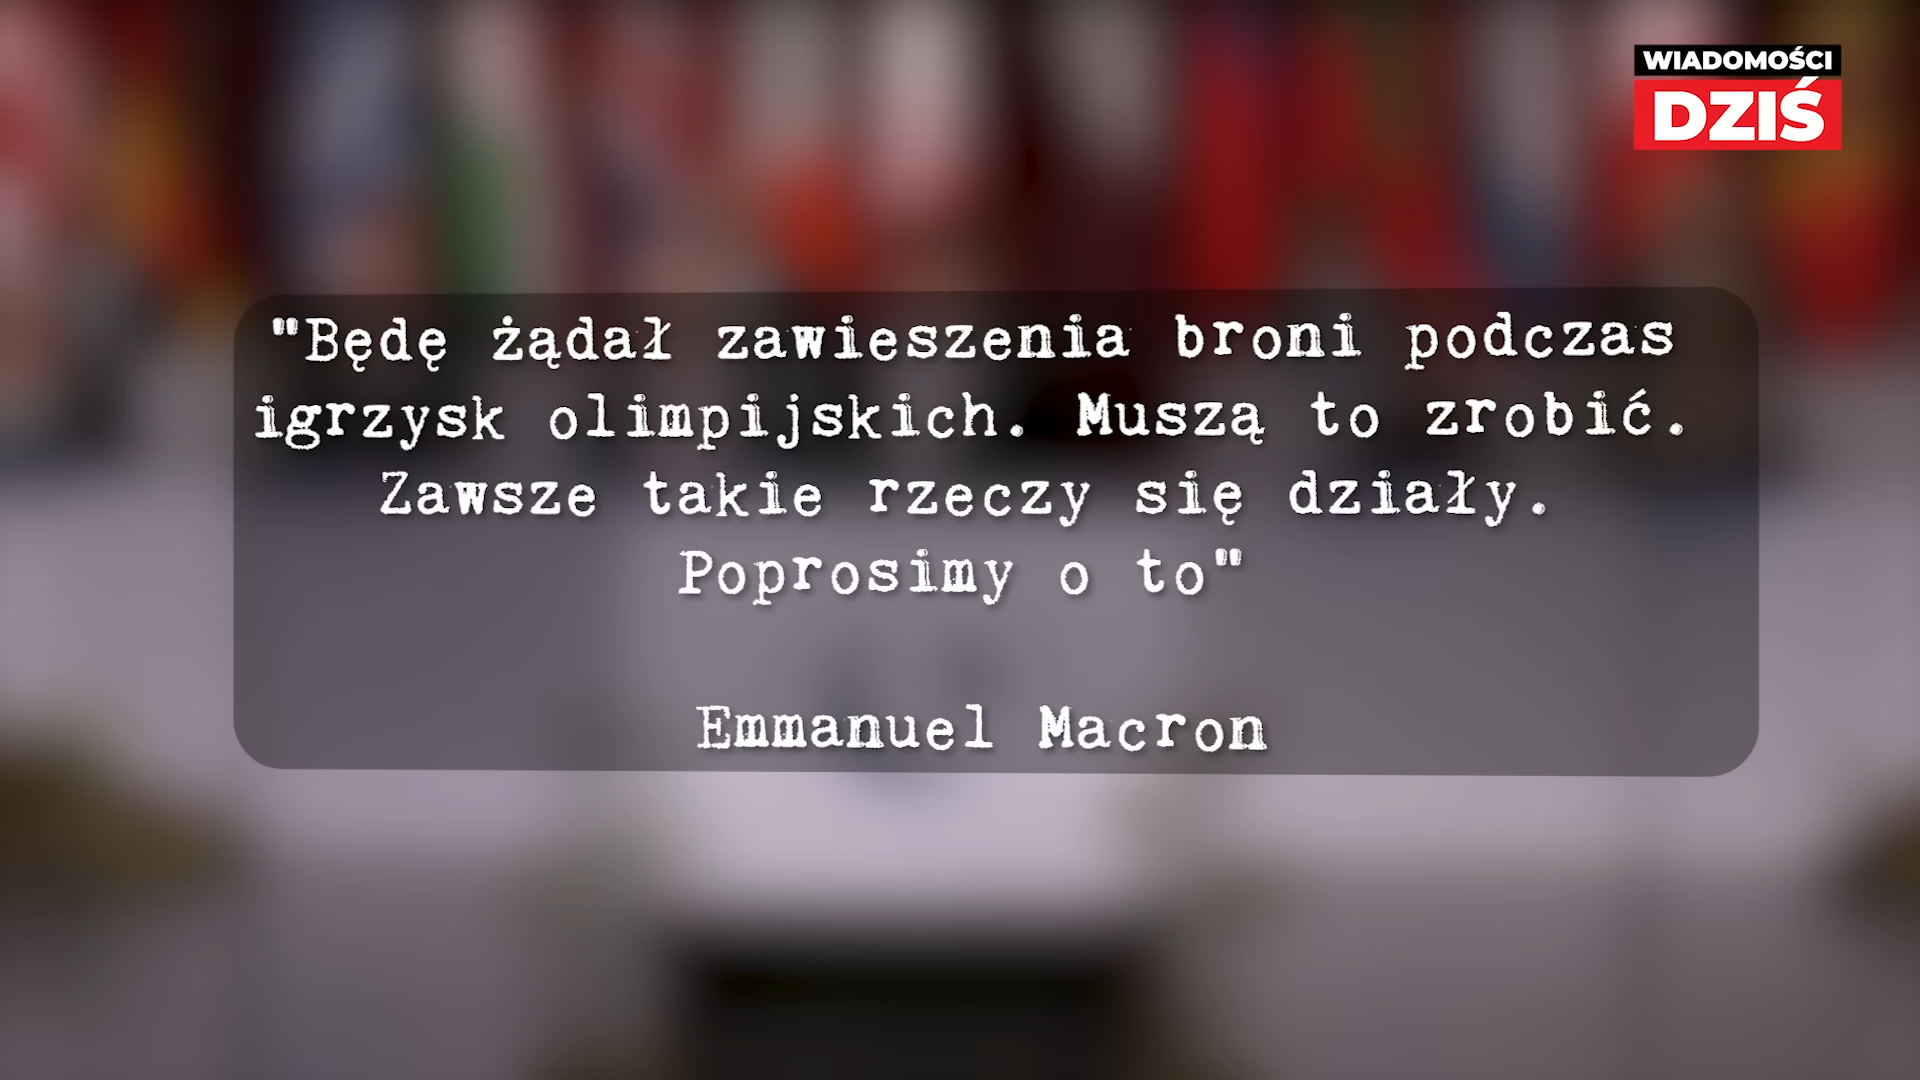 WIADOMOŚCI
DZIŚ
"Będę żądał zawieszenia broni podczas
igrzysk olimpijskich. Muszą to zrobić.
Zawsze takie rzeczy się działy.
Poprosimy o to"
Emmanuel Macron